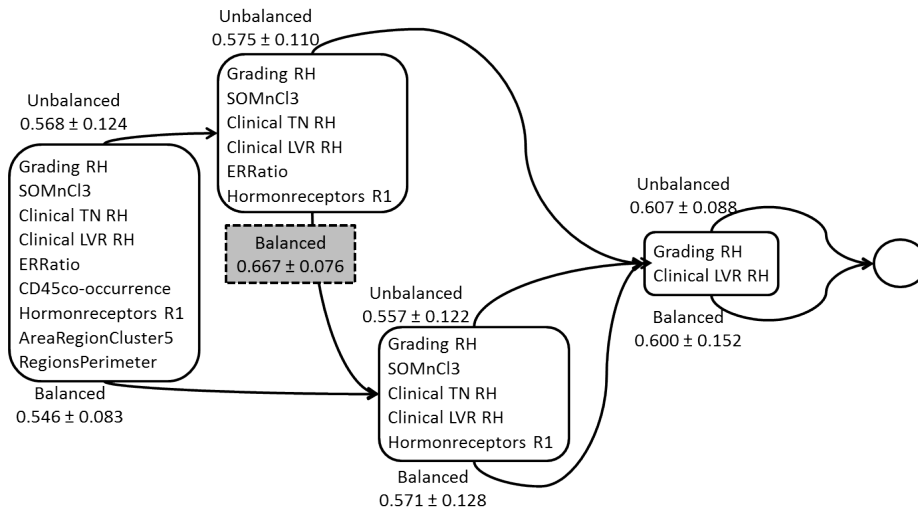 Unbalanced
0.568 ± 0.124
Grading RH
SOMnCl3
Clinical TN RH
Clinical LVR RH
ERRatio
CD45co-occurrence
Hormonreceptors R1
AreaRegionCluster5
RegionsPerimeter
Balanced
0.546 ± 0.083
Unbalanced
0.575 ± 0.110
Grading RH
SOMnCl3
Clinical TN RH
Clinical LVR RH
ERRatio
Hormonreceptors R1
Balanced
0.667 ± 0.076
Unbalanced
0.557 ± 0.122
Grading RH
SOMnCl3
Clinical TN RH
Clinical LVR RH
Hormonreceptors R1
Balanced
0.571 ± 0.128
Unbalanced
0.607 ± 0.088
Grading RH
Clinical LVR RH
Balanced
0.600 ± 0.152